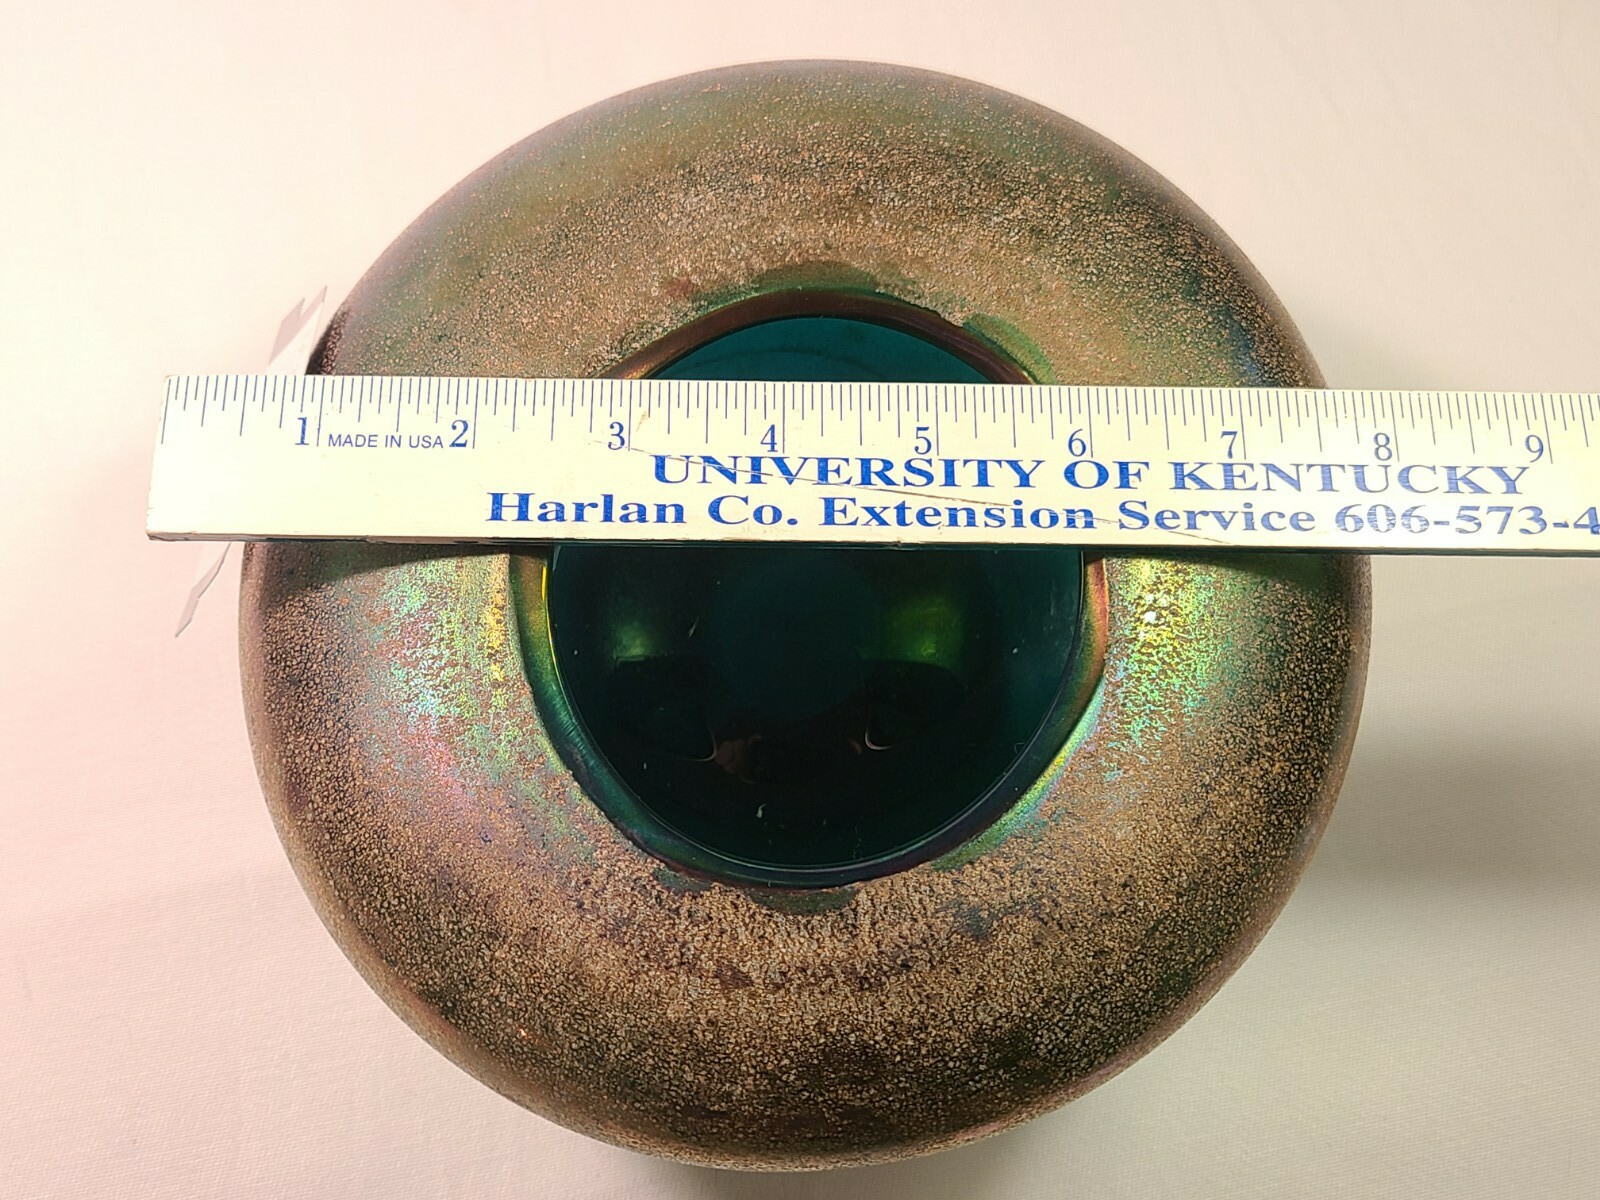 1 MADE IN USA 2 3 4 5 6 7 8 9
UNIVERSITY OF KENTUCKY
Harlan Co. Extension Service 606-573-4